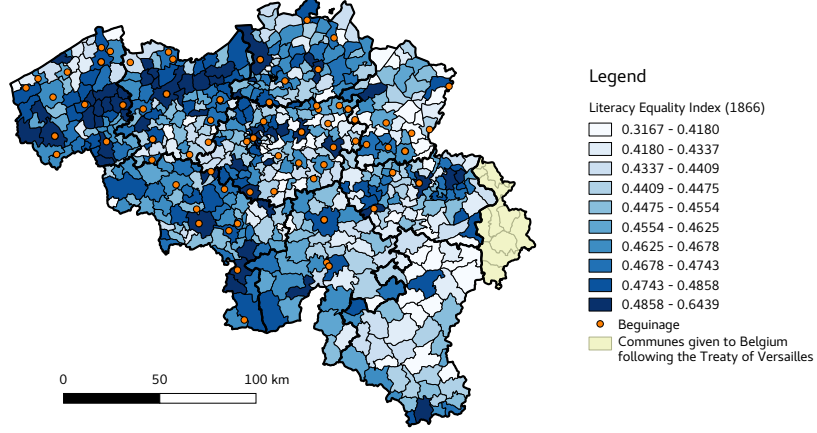 Legend
Literacy Equality Index (1866)
0.3167 - 0.4180
0.4180 - 0.4337
0.4337 - 0.4409
0.4409 - 0.4475
0.4475 - 0.4554
0.4554 - 0.4625
0.4625 - 0.4678
0.4678 - 0.4743
0.4743 - 0.4858
0.4858 - 0.6439
Beguinage
Communes given to Belgium
following the Treaty of Versailles
0 50 100 km